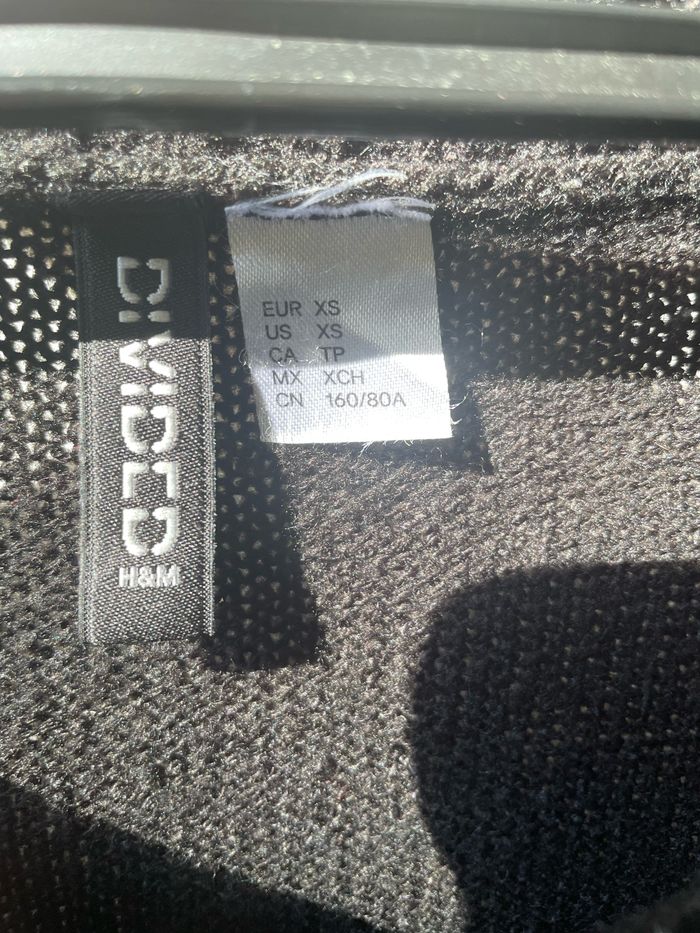 DIVIDED
H&M
EUR XS
US XS
CA TP
MX XCH
CN 160/80A